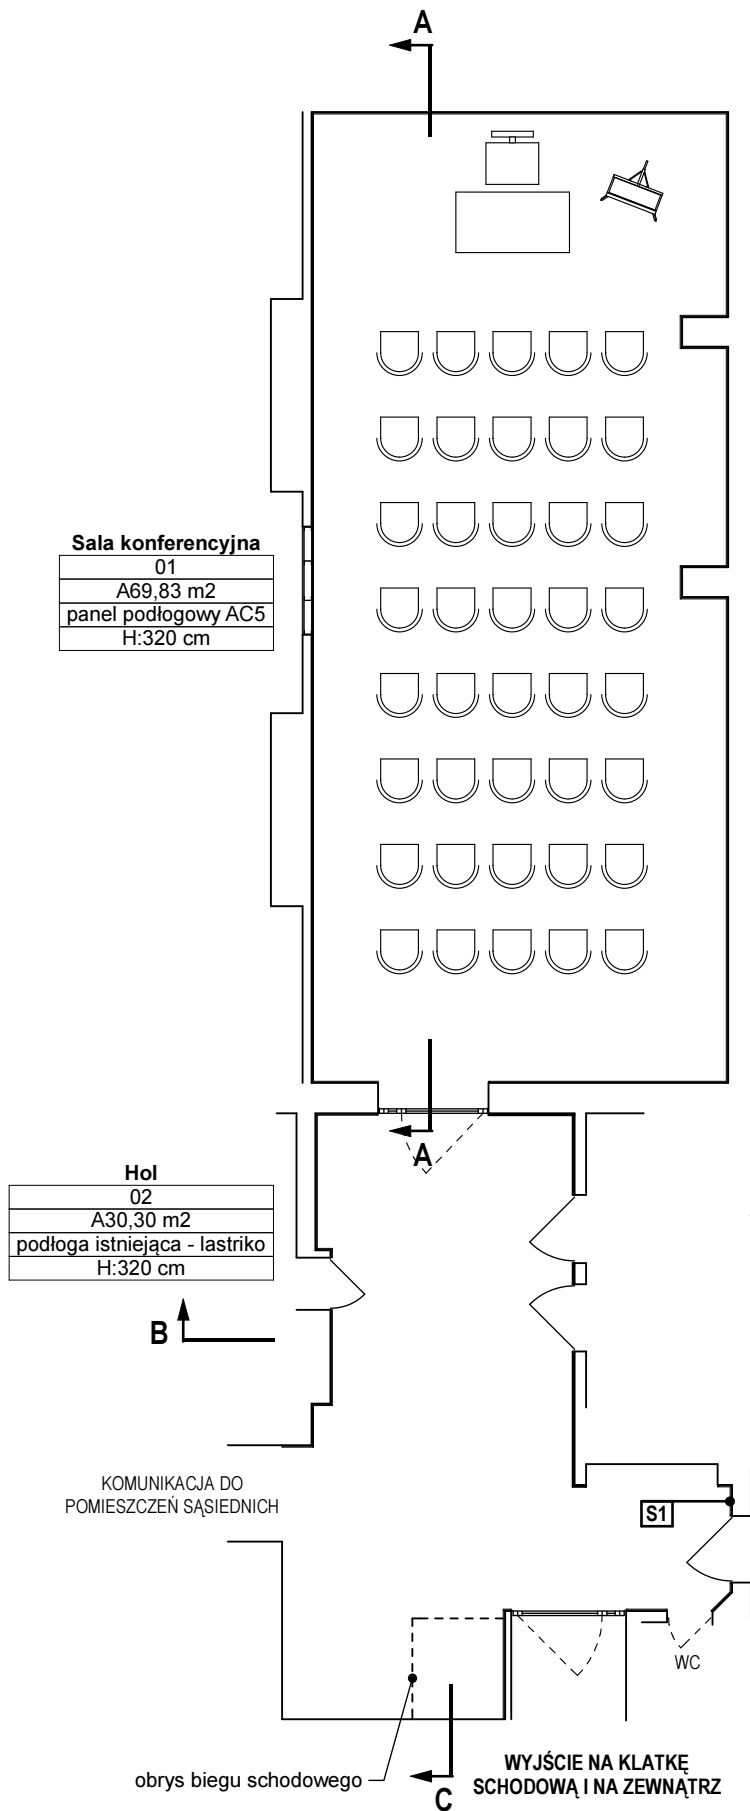 A
Sala konferencyjna
01
A69,83 m2
panel podłogowy AC5
H:320 cm
A
Hol
02
A30,30 m2
podłoga istniejąca - lastriko
H:320 cm
B
KOMUNIKACJA DO
POMIESZCZEŃ SĄSIEDNICH
S1
WC
obrys biegu schodowego
C
WYJŚCIE NA KLATKĘ
SCHODOWĄ I NA ZEWNĄTRZ